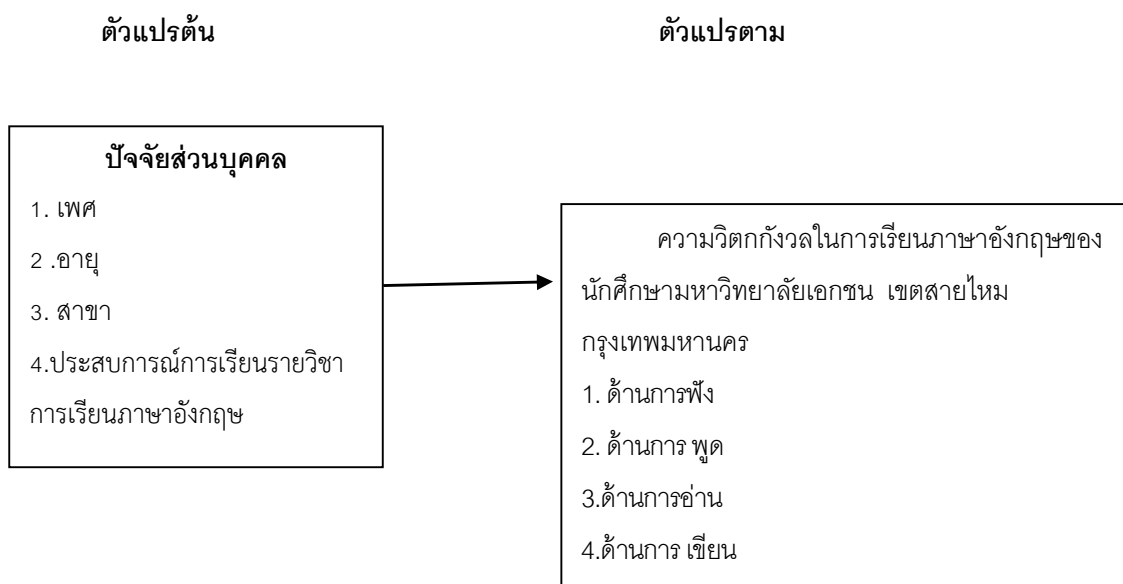 ตัวแปรต้น ตัวแปรตาม
ปัจจัยส่วนบุคคล
1. เพศ
2 .อายุ
3. สาขา
4.ประสบการณ์การเรียนรายวิชา
การเรียนภาษาอังกฤษ
ความวิตกกังวลในการเรียนภาษาอังกฤษของ
นักศึกษามหาวิทยาลัยเอกชน เขตสายไหม
กรุงเทพมหานคร
1. ด้านการฟัง
2. ด้านการ พูด
3.ด้านการอ่าน
4.ด้านการ เขียน